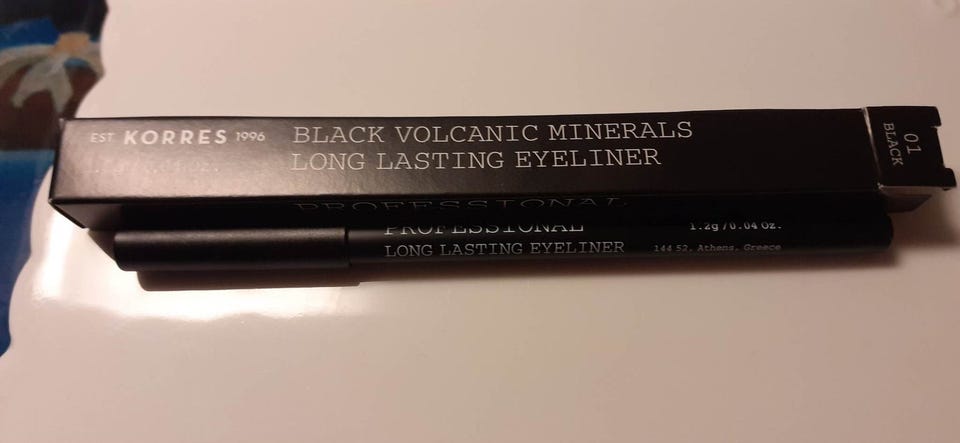 EST KORRES 1996
BLACK VOLCANIC MINERALS
LONG LASTING EYELINER
01
BLACK
PROFESSIONAL
PROFESSIONAL
LONG LASTING EYELINER
1.2g/0.04 Oz.
144 52, Athens, Greece